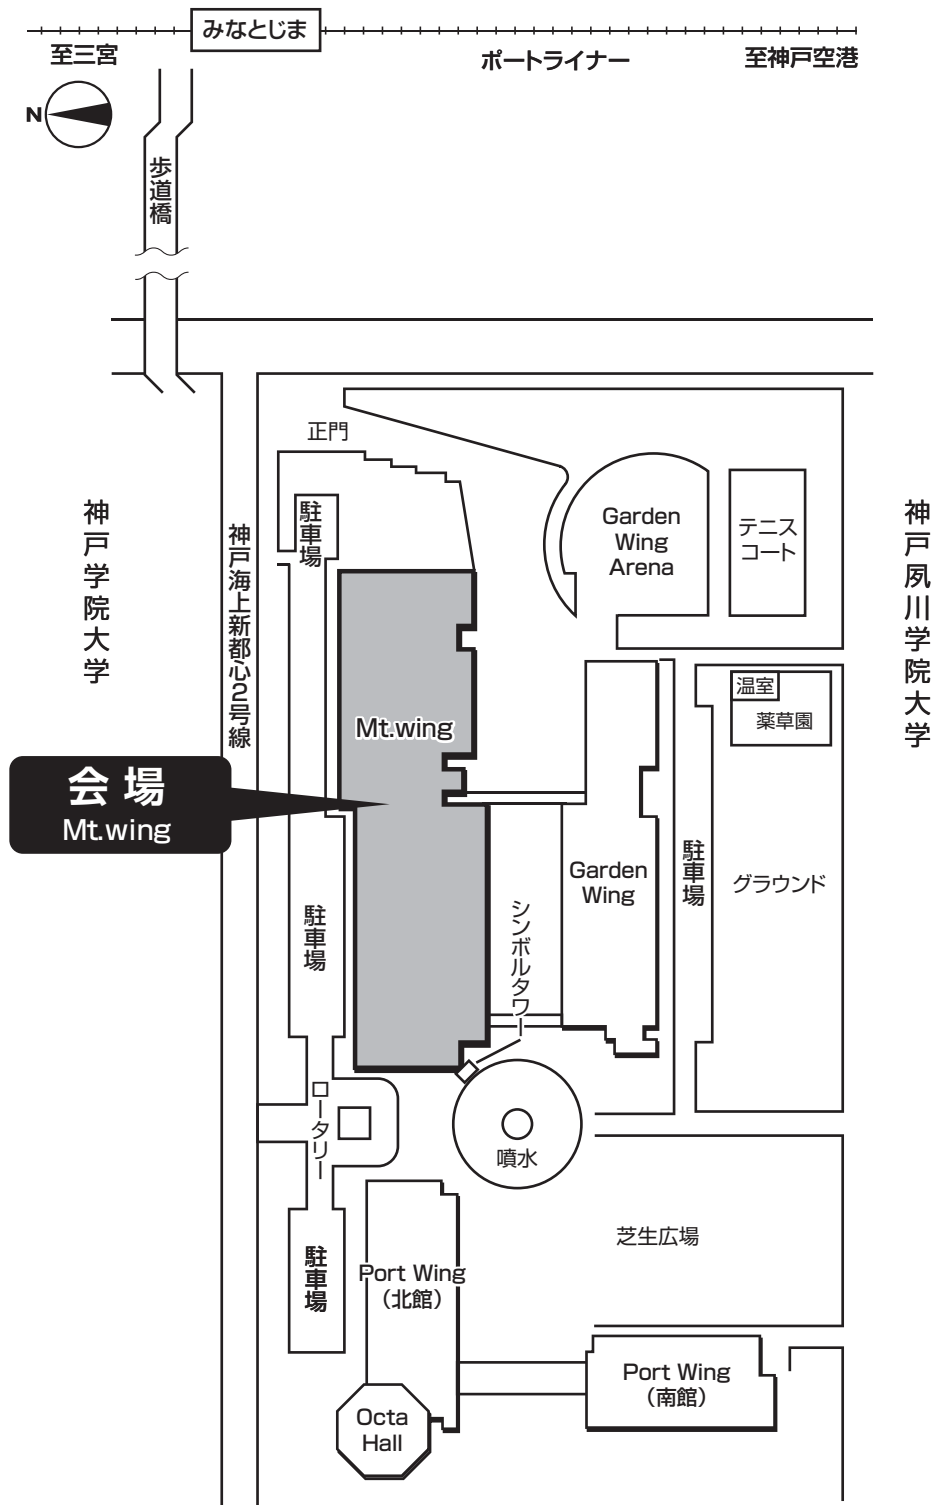 みなとじま
至三宮
ポートライナー
至神戸空港
N
歩道橋
正門
駐車場
Garden
Wing
Arena
テニス
コート
神戸学院大学
神戸海上新都心2号線
神戸夙川学院大学
温室
薬草園
Mt.wing
会場
Mt.wing
駐車場
Garden
Wing
駐車場
グラウンド
シンボルタワー
ロータリー
噴水
駐車場
芝生広場
Port Wing
（北館）
Port Wing
（南館）
Octa
Hall